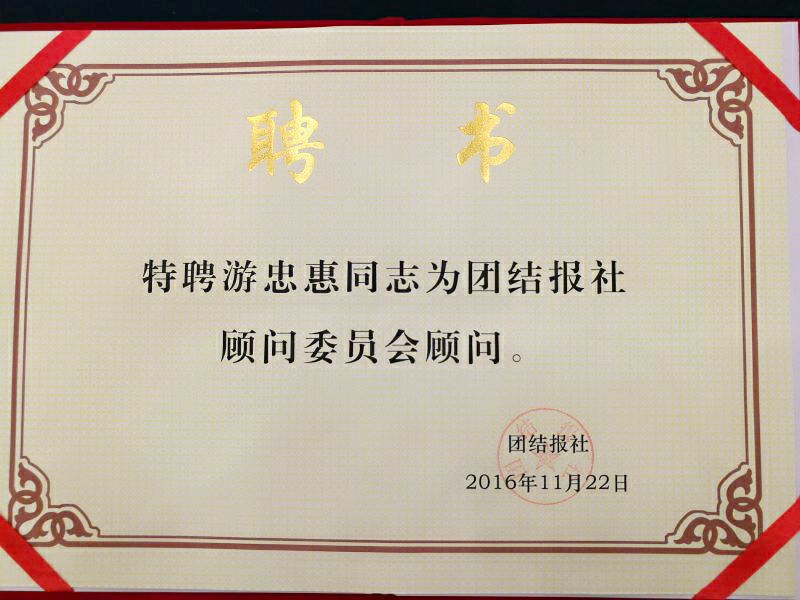 聘书
特聘游忠惠同志为团结报社
顾问委员会顾问。
团结报社
2016年11月22日